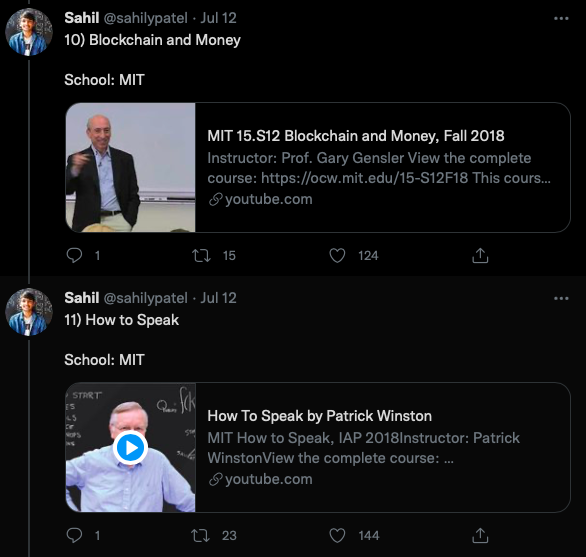 Sahil @sahilypatel · Jul 12
10) Blockchain and Money
School: MIT
MIT 15.S12 Blockchain and Money, Fall 2018
Instructor: Prof. Gary Gensler View the complete
course: https://ocw.mit.edu/15-S12F18 This cours...
youtube.com
1 15 124
Sahil @sahilypatel · Jul 12
11) How to Speak
School: MIT
START
How To Speak by Patrick Winston
MIT How to Speak, IAP 2018Instructor: Patrick
WinstonView the complete course: ...
youtube.com
1 23 144